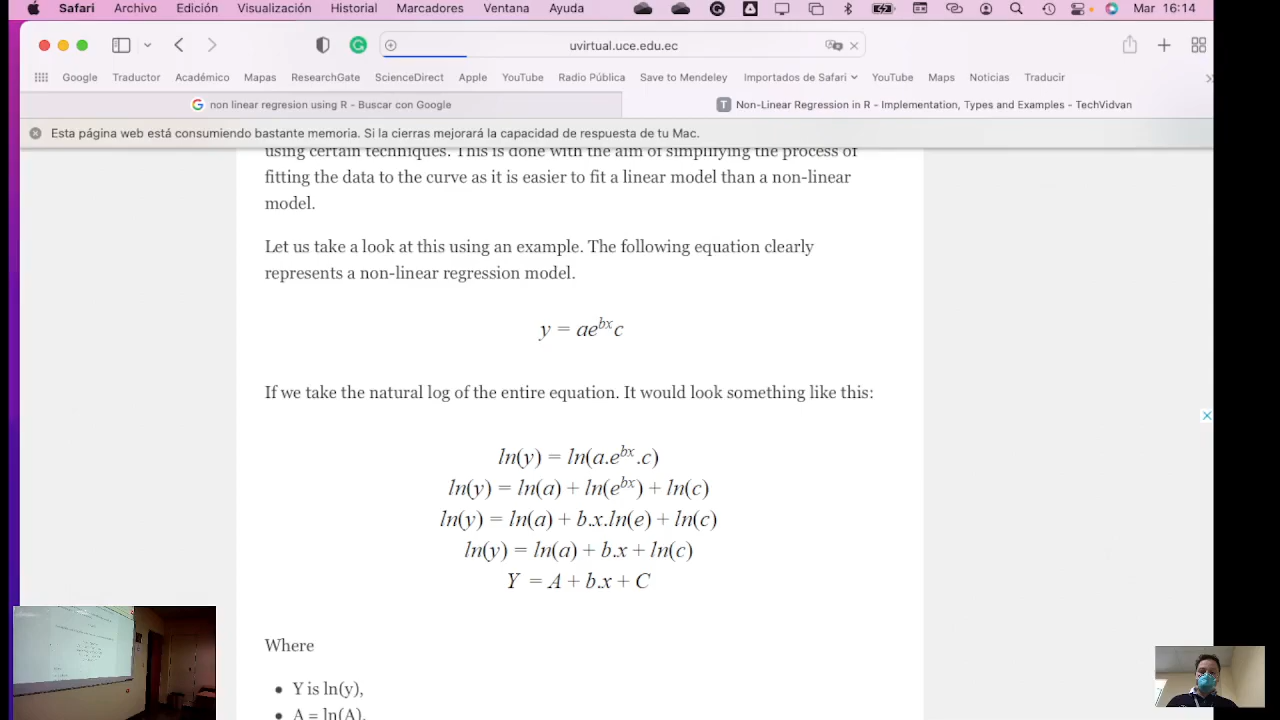 Safari Archivo Edición Visualización Historial Marcadores Ventana Ayuda Mar 16:14
uvirtual.uce.edu.ec
Google Traductor Académico Mapas ResearchGate ScienceDirect Apple YouTube Radio Pública Save to Mendeley Importados de Safari YouTube Maps Noticias Traducir
non linear regresion using R - Buscar con Google
T Non-Linear Regression in R - Implementation, Types and Examples - TechVidvan
Esta página web está consumiendo bastante memoria. Si la cierras mejorará la capacidad de respuesta de tu Mac.
using certain techniques. This is done with the aim of simplifying the process of
fitting the data to the curve as it is easier to fit a linear model than a non-linear
model.
Let us take a look at this using an example. The following equation clearly
represents a non-linear regression model.
y = ae^{bx}c
If we take the natural log of the entire equation. It would look something like this:
ln(y) = ln(a.e^{bx}.c)
ln(y) = ln(a) + ln(e^{bx}) + ln(c)
ln(y) = ln(a) + b.x.ln(e) + ln(c)
ln(y) = ln(a) + b.x + ln(c)
Y = A + b.x + C
Where
• Y is ln(y),
• A = ln(A),